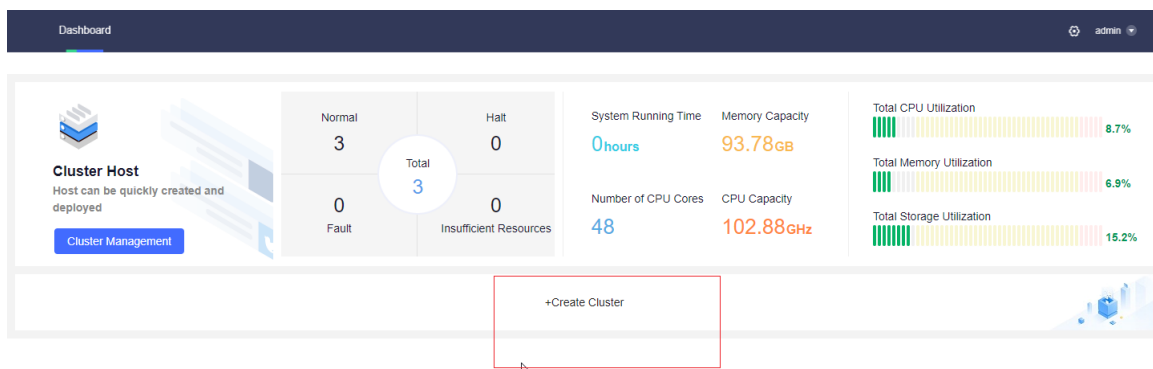 Dashboard
admin
Cluster Host
Host can be quickly created and
deployed
Cluster Management
Normal
3
Halt
0
Total
3
0
Fault
0
Insufficient Resources
System Running Time
0hours
Memory Capacity
93.78GB
Number of CPU Cores
48
CPU Capacity
102.88GHz
Total CPU Utilization
8.7%
Total Memory Utilization
6.9%
Total Storage Utilization
15.2%
+Create Cluster